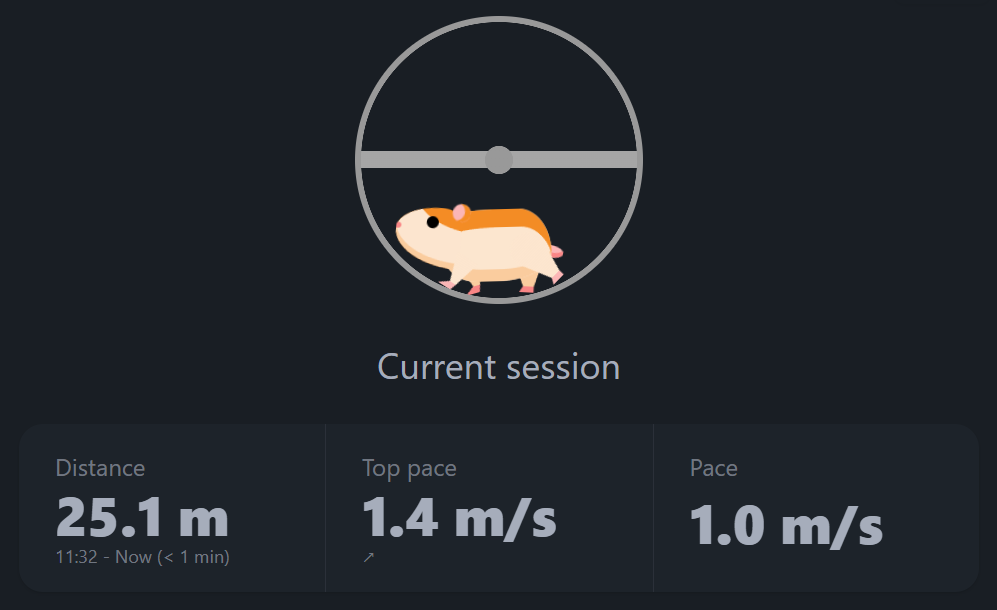 Current session
Distance
25.1 m
11:32 - Now (< 1 min)
Top pace
1.4 m/s
↗
Pace
1.0 m/s